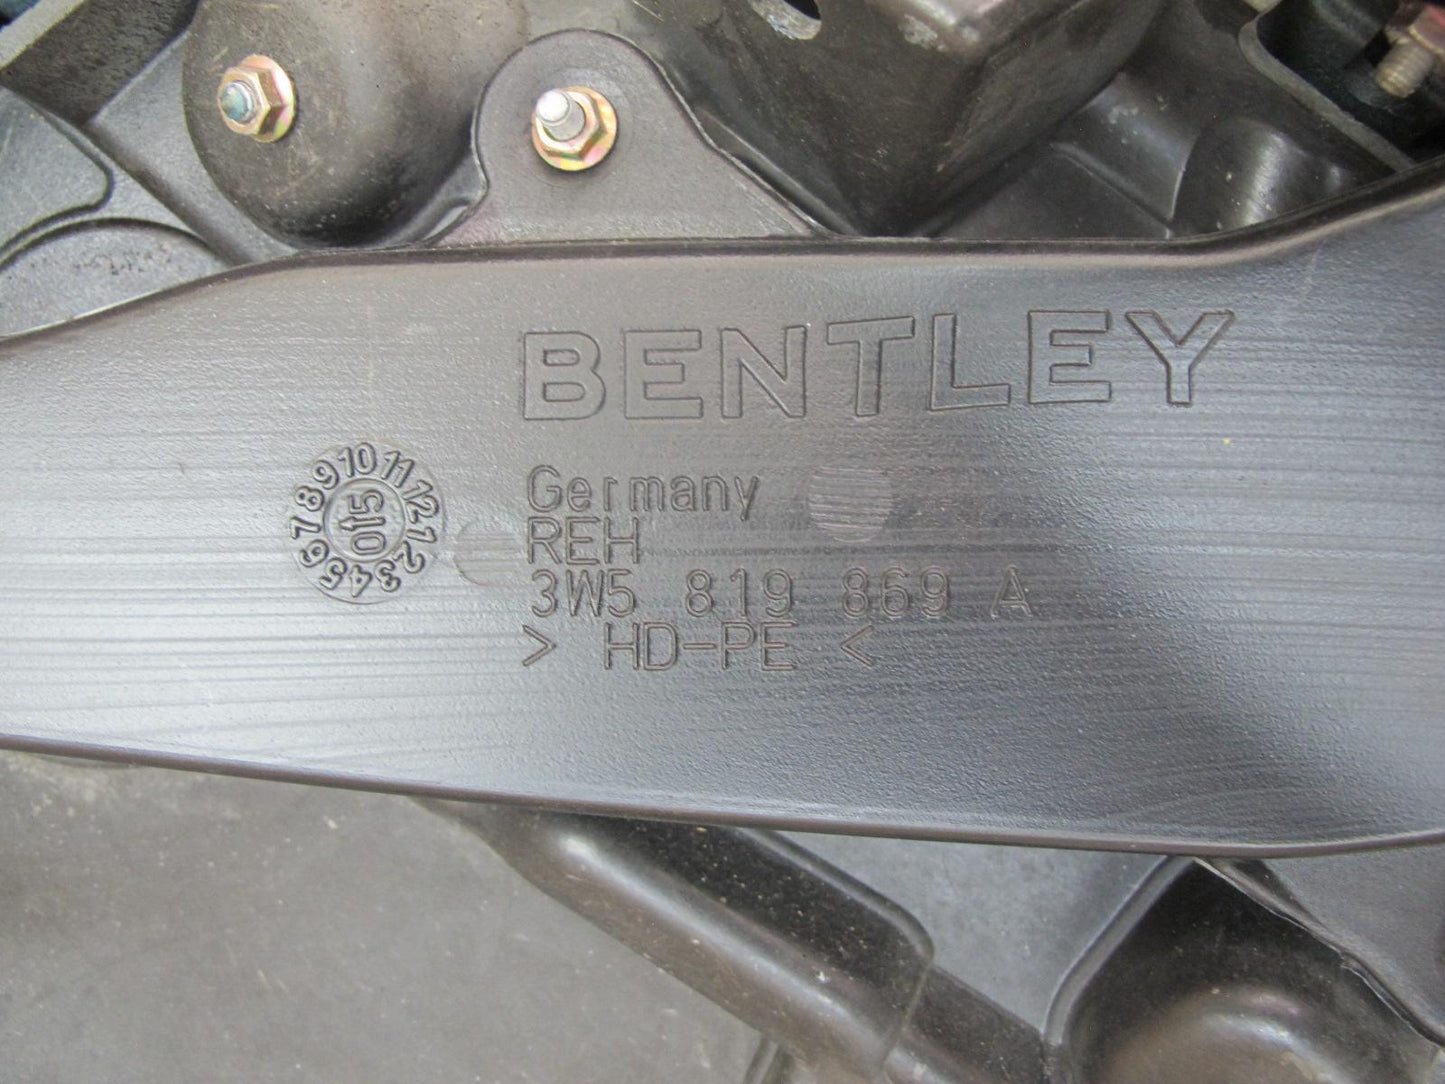 BENTLEY
Germany
REH
3W5 819 869 A
> HD-PE <
1 2 3 4 5 6 7 8 9 10 11 12